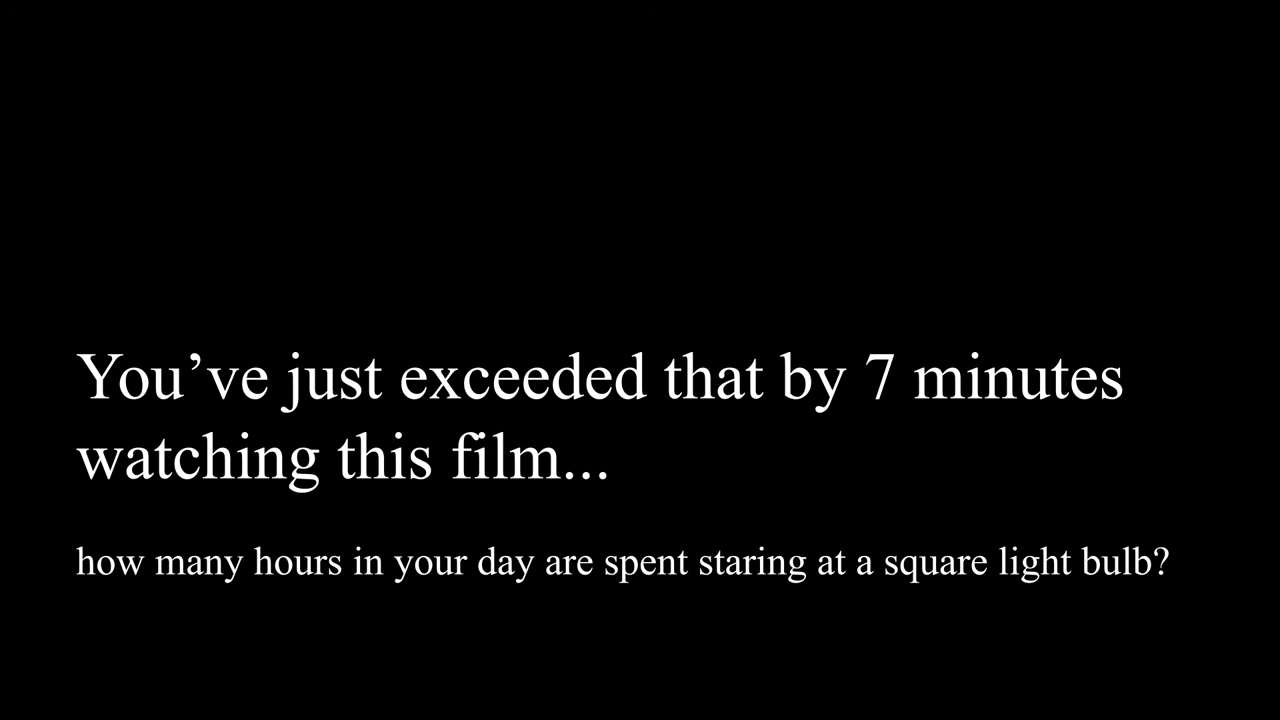 You’ve just exceeded that by 7 minutes
watching this film...
how many hours in your day are spent staring at a square light bulb?